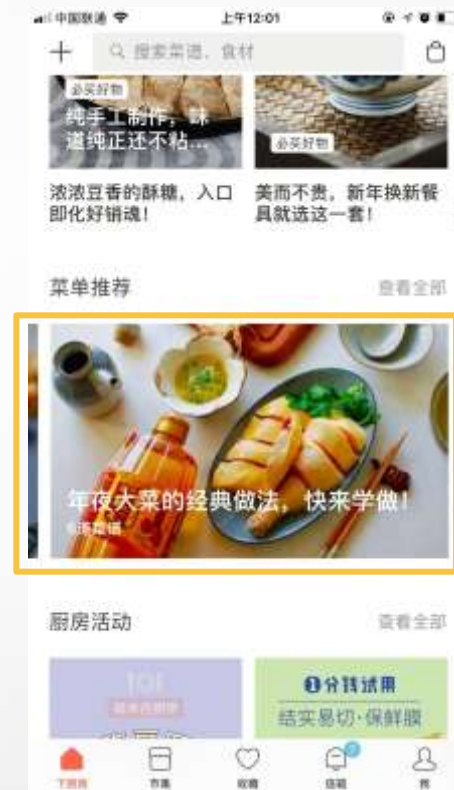 中国联通
上午12:01
搜索菜谱、食材
必买好物
纯手工制作，味
道纯正还不粘...
必买好物
浓浓豆香的酥糖，入口
即化好销魂！
美而不贵，新年换新餐
具就选这一套！
菜单推荐
查看全部
年夜大菜的经典做法，快来学做！
厨房活动
查看全部
1分钱试用
结实易切·保鲜膜
下厨房
市集
收藏
信箱
我